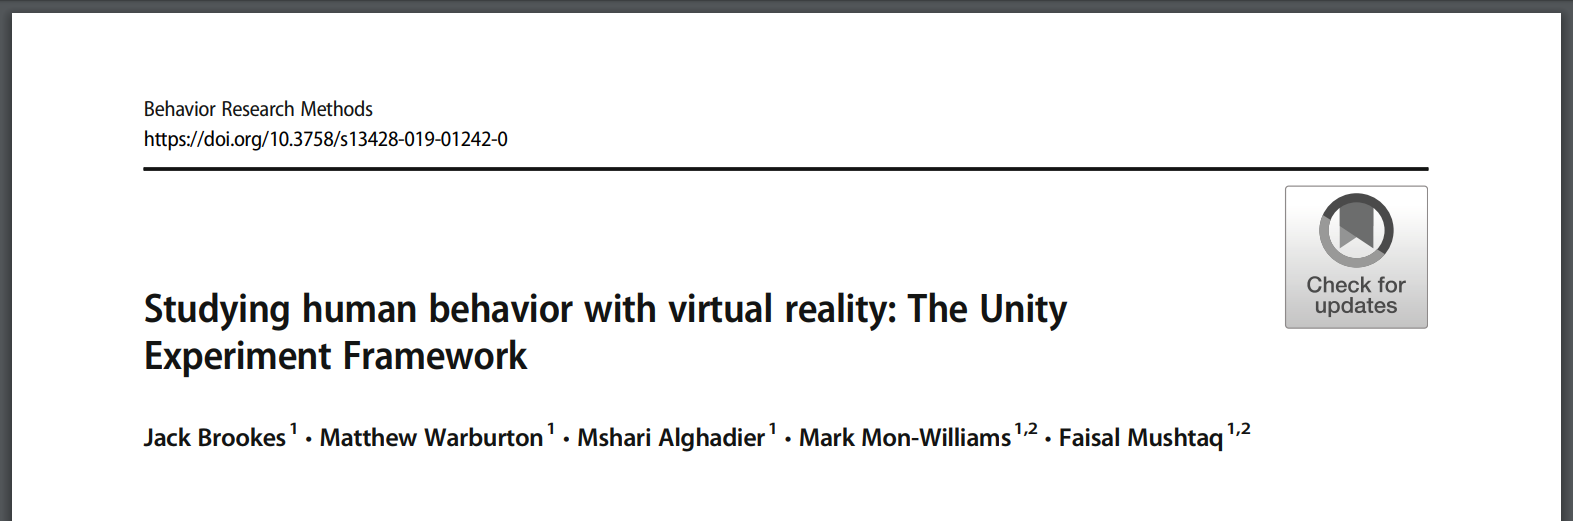 Behavior Research Methods
https://doi.org/10.3758/s13428-019-01242-0
Check for
updates
Studying human behavior with virtual reality: The Unity
Experiment Framework
Jack Brookes 1 • Matthew Warburton 1 • Mshari Alghadier 1 • Mark Mon-Williams 1,2 • Faisal Mushtaq 1,2